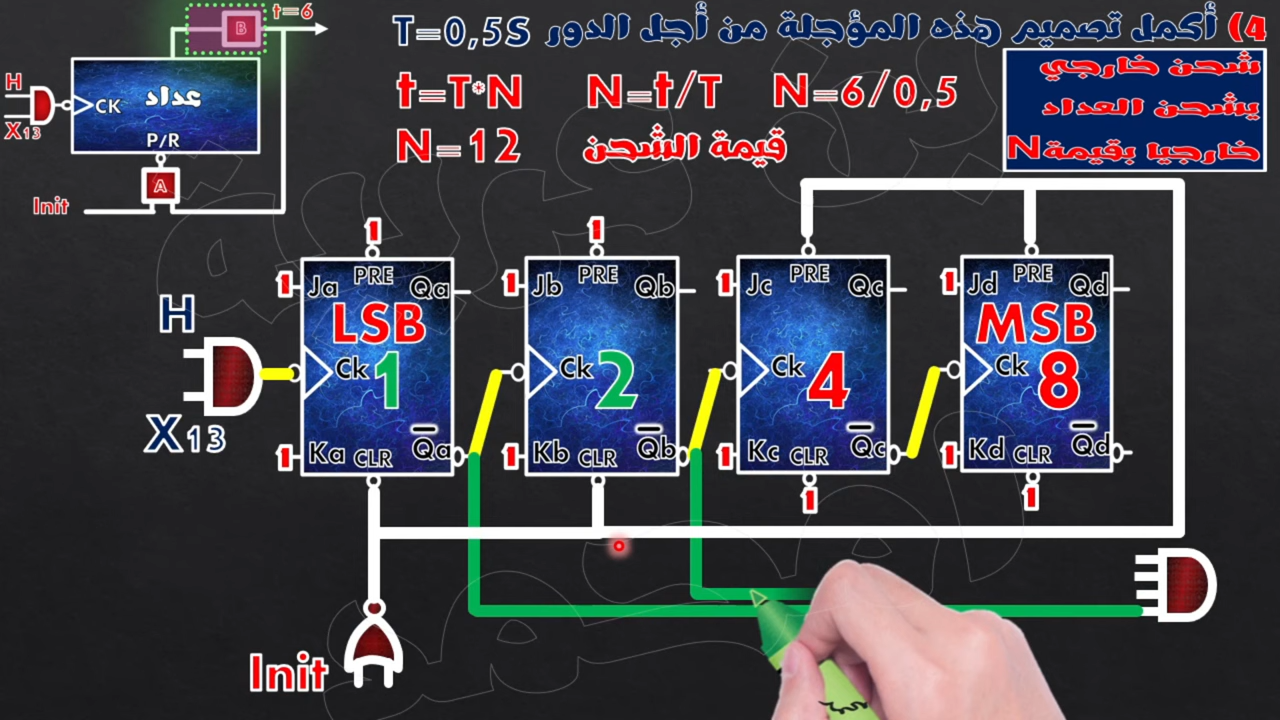 4) أكمل تصميم هذه المؤجلة من أجل الدور T=0,5S
t=T*N N=t/T N=6/0,5
N=12 قيمة الشحن
شحن خارجي
يشحن العداد
خارجيا بقيمة N
B t=6
H
X13
CK عداد
P/R
A
Init
1 1
1 Ja PRE Qa 1 Jb PRE Qb 1 Jc PRE Qc 1 Jd PRE Qd
LSB MSB
H
X13
Ck 1 Ck 2 Ck 4 Ck 8
1 Ka CLR Qa 1 Kb CLR Qb 1 Kc CLR Qc 1 Kd CLR Qd
1 1
Init